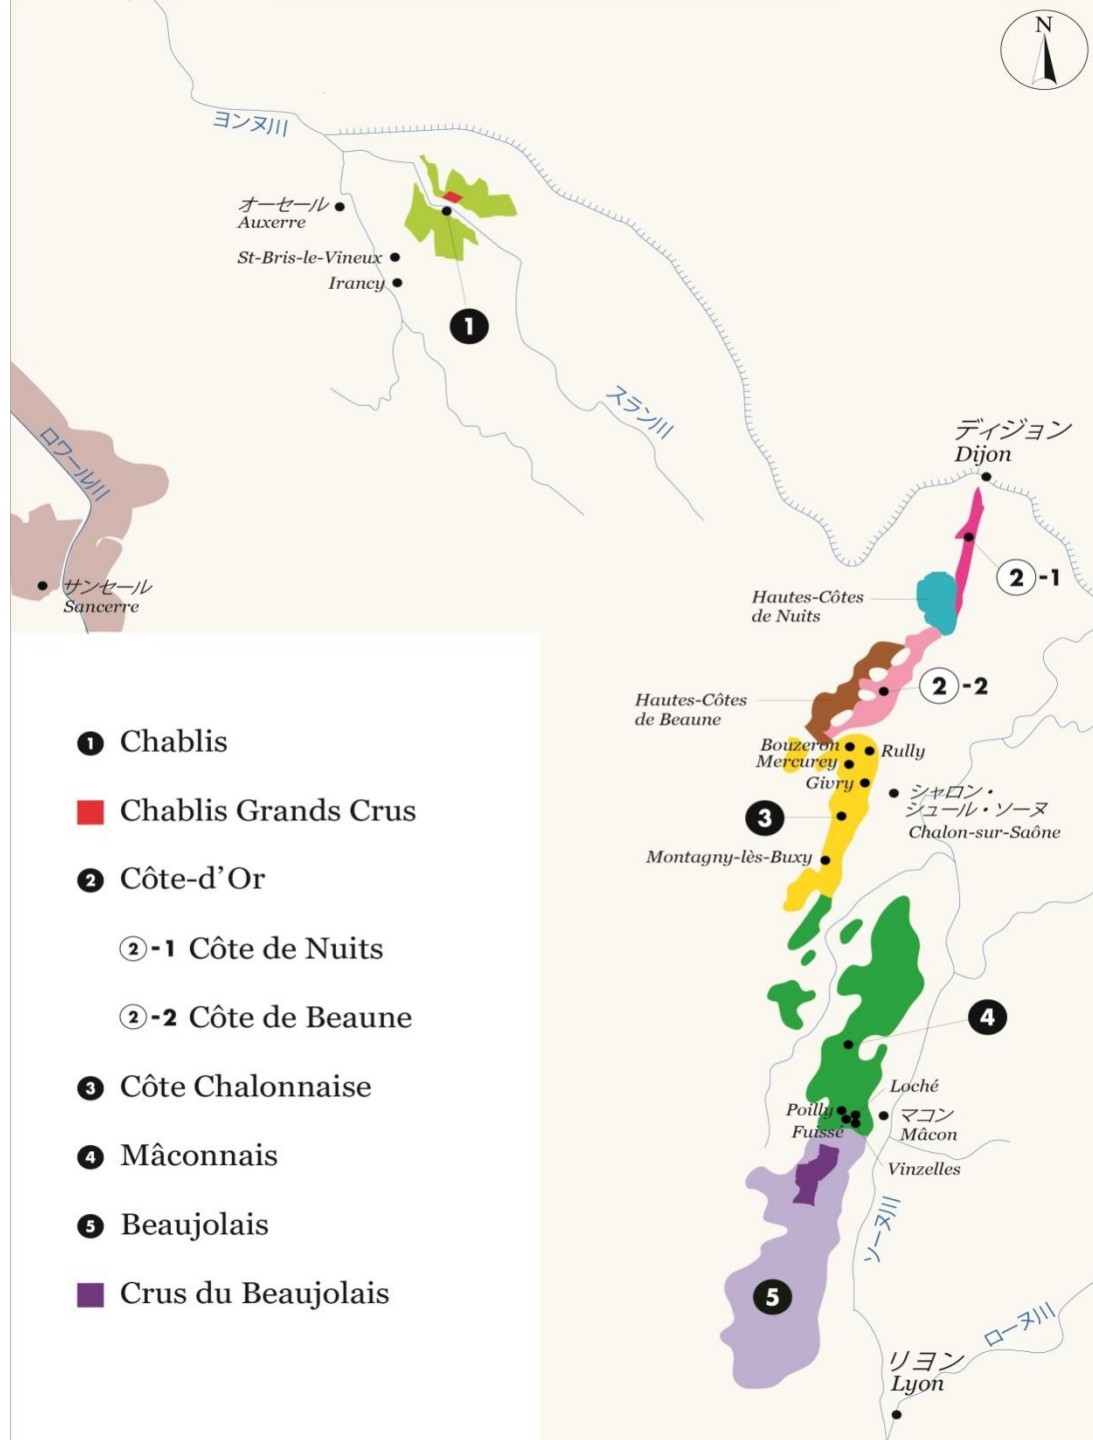 N
ヨンヌ川
オーセール
Auxerre
St-Bris-le-Vineux
Irancy
1
スラン川
ロワール川
サンセール
Sancerre
ディジョン
Dijon
2-1
Hautes-Côtes
de Nuits
2-2
Hautes-Côtes
de Beaune
Bouzeron
Rully
Mercurey
Givry
シャロン・
シュール・ソーヌ
Chalon-sur-Saône
3
Montagny-lès-Buxy
4
Loché
Poilly
Fuissé
マコン
Mâcon
Vinzelles
ソーヌ川
5
ローヌ川
リヨン
Lyon
1 Chablis
Chablis Grands Crus
2 Côte-d’Or
2-1 Côte de Nuits
2-2 Côte de Beaune
3 Côte Chalonnaise
4 Mâconnais
5 Beaujolais
Crus du Beaujolais